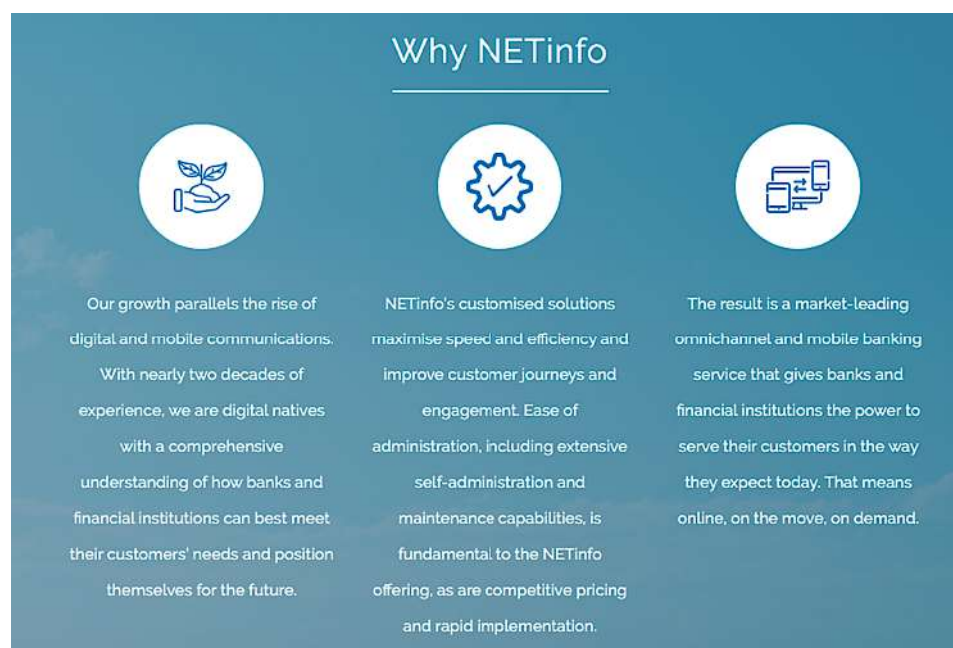 Why NETinfo
Our growth parallels the rise of
digital and mobile communications.
With nearly two decades of
experience, we are digital natives
with a comprehensive
understanding of how banks and
financial institutions can best meet
their customers' needs and position
themselves for the future.
NETinfo's customised solutions
maximise speed and efficiency and
improve customer journeys and
engagement. Ease of
administration, including extensive
self-administration and
maintenance capabilities, is
fundamental to the NETinfo
offering, as are competitive pricing
and rapid implementation.
The result is a market-leading
omnichannel and mobile banking
service that gives banks and
financial institutions the power to
serve their customers in the way
they expect today. That means
online, on the move, on demand.